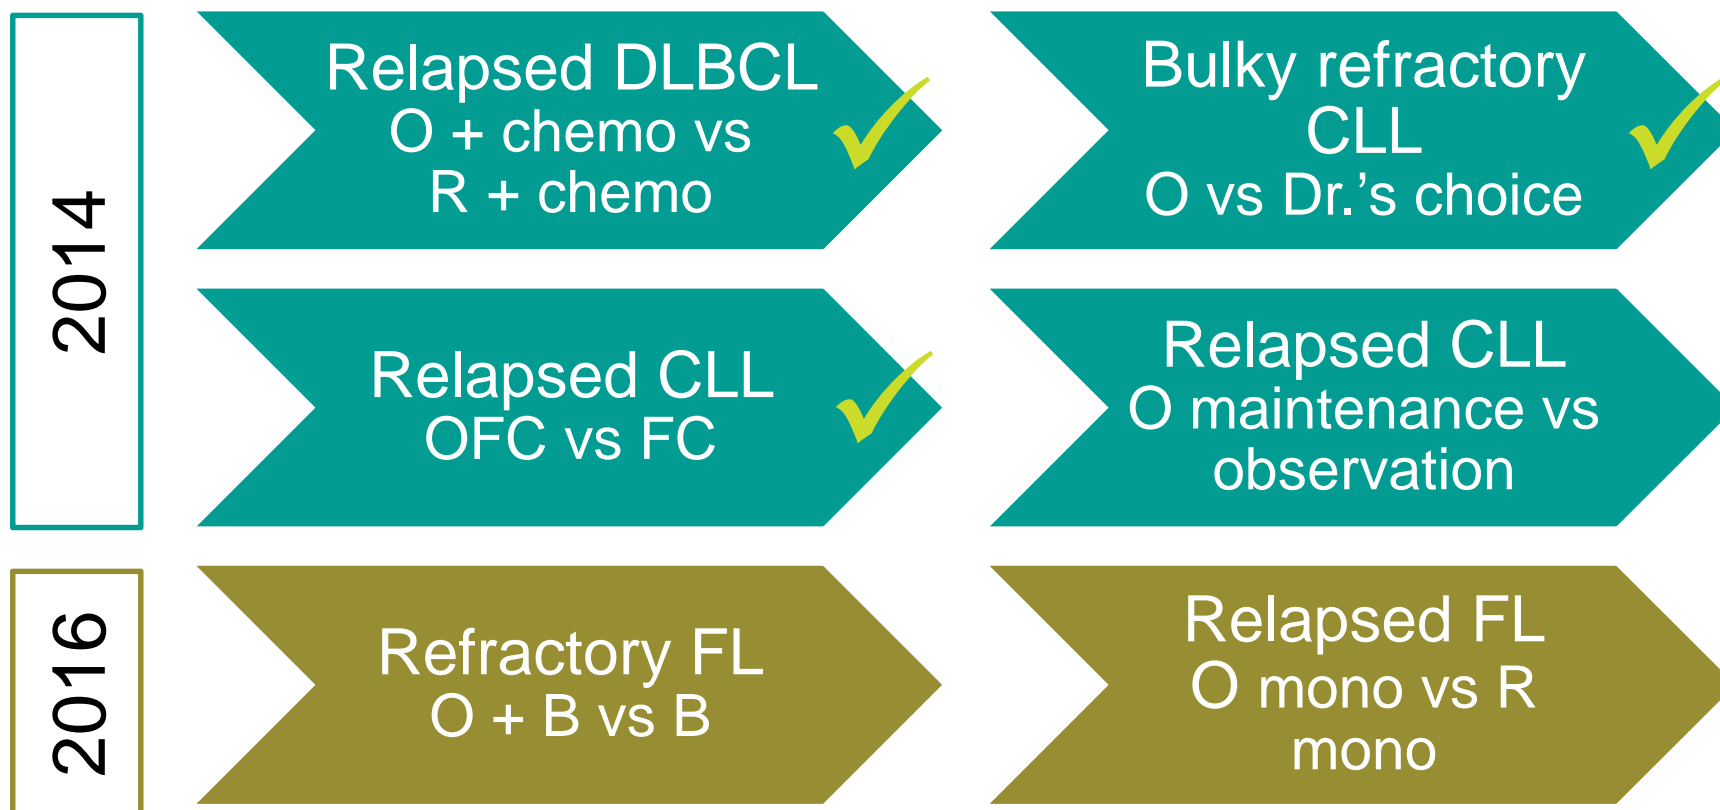 2014
Relapsed DLBCL
O + chemo vs
R + chemo
Bulky refractory
CLL
O vs Dr.’s choice
Relapsed CLL
OFC vs FC
Relapsed CLL
O maintenance vs
observation
2016
Refractory FL
O + B vs B
Relapsed FL
O mono vs R
mono